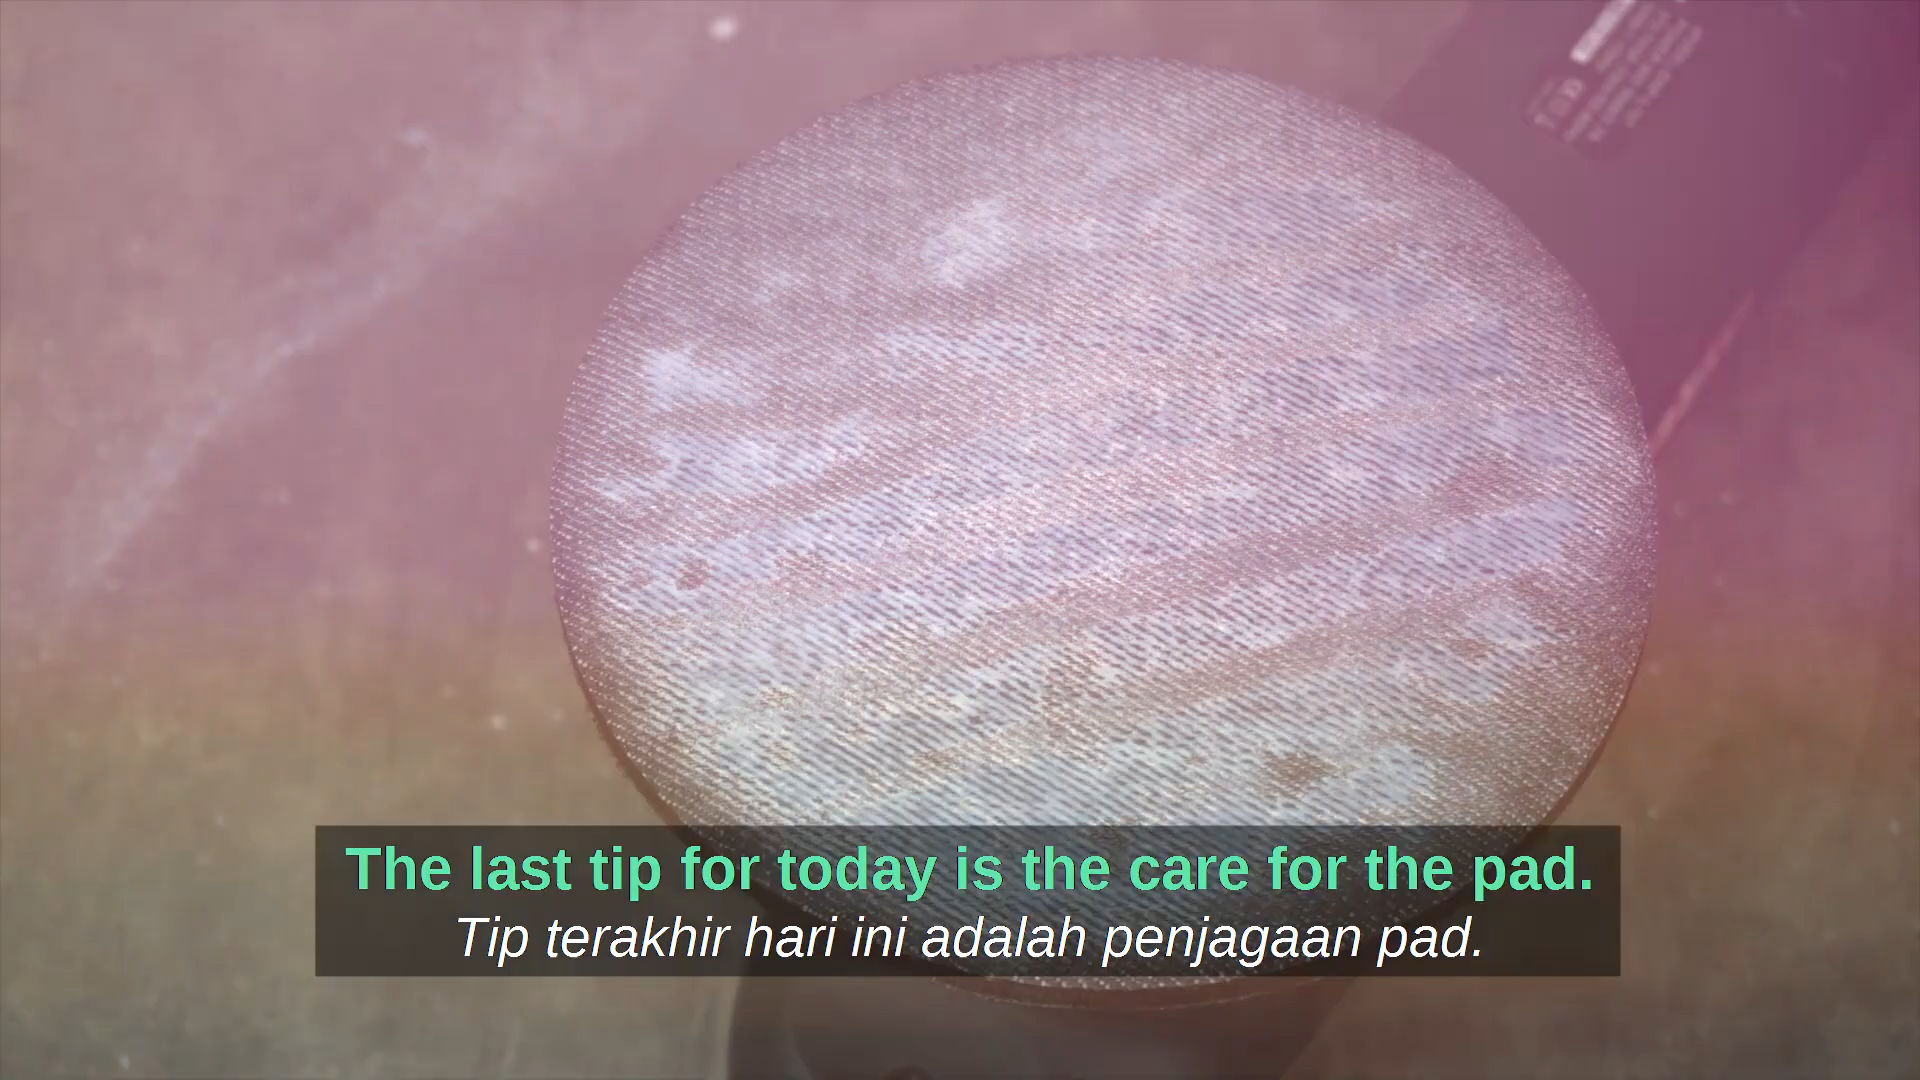 The last tip for today is the care for the pad.
Tip terakhir hari ini adalah penjagaan pad.